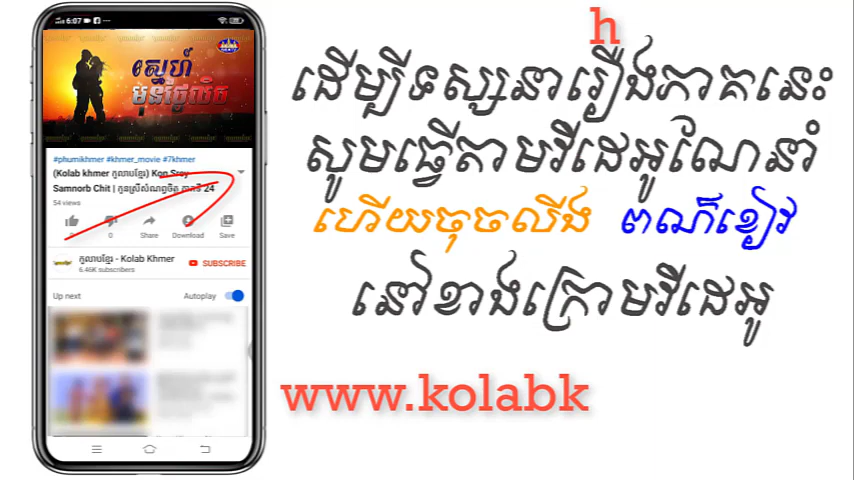 6:07
ស្នេហ៍
មុនថ្ងៃលិច
#phumikhmer #khmer_movie #7khmer
(Kolab khmer កូលាបខ្មែរ) Kon Srey
Samnorb Chit | កូនស្រីសំណព្វចិត្ត ភាគទី 24
54 views
0
Share
Download
Save
កូលាបខ្មែរ - Kolab Khmer
6.46K subscribers
SUBSCRIBE
Up next
Autoplay
h
ដើម្បីទស្សនារឿងភាគនេះ
សូមធ្វើតាមវីដេអូណែនាំ
ហើយចុចលីង ពណ៌ខៀវ
នៅខាងក្រោមវីដេអូ
www.kolabk